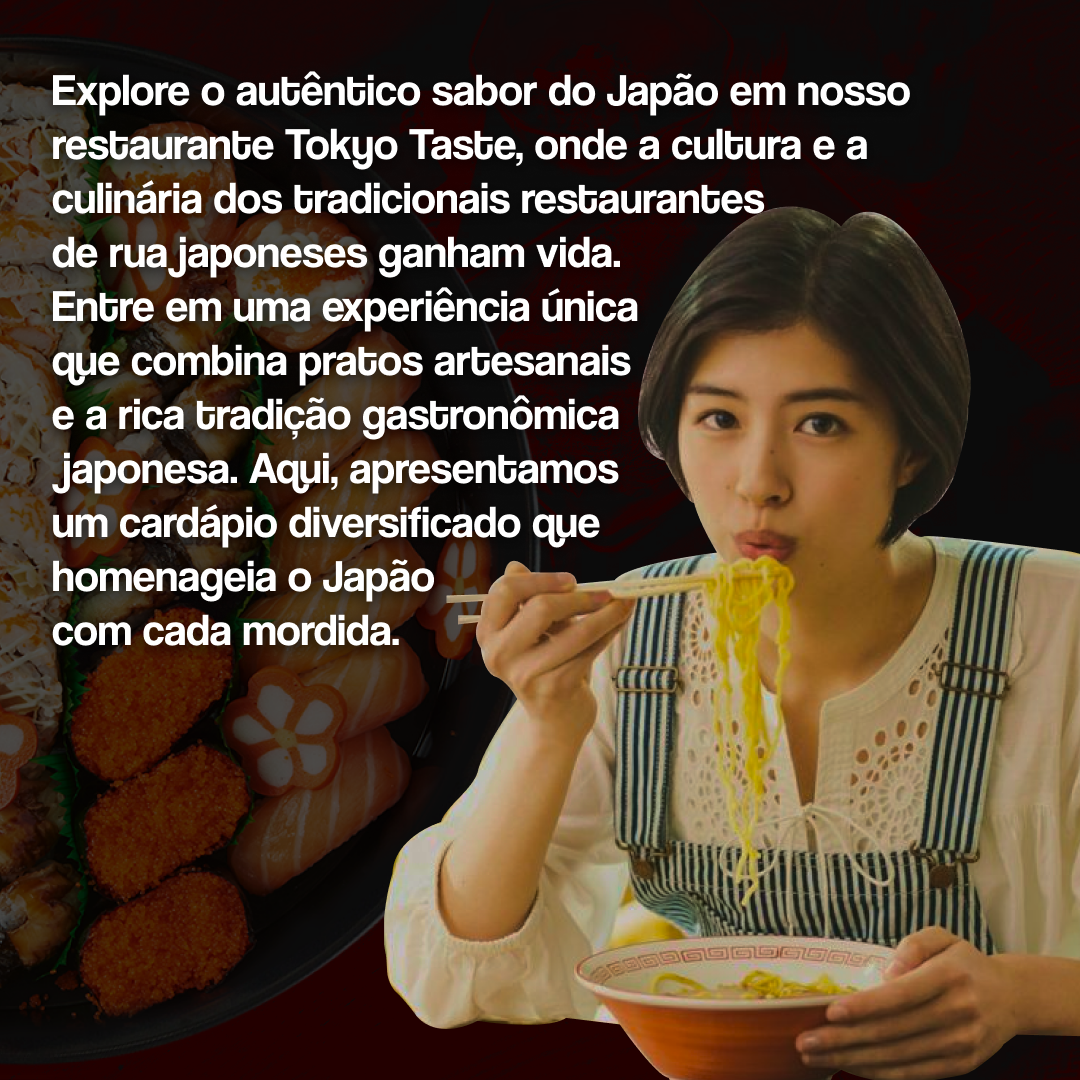 Explore o autêntico sabor do Japão em nosso
restaurante Tokyo Taste, onde a cultura e a
culinária dos tradicionais restaurantes
de rua japoneses ganham vida.
Entre em uma experiência única
que combina pratos artesanais
e a rica tradição gastronômica
japonesa. Aqui, apresentamos
um cardápio diversificado que
homenageia o Japão
com cada mordida.